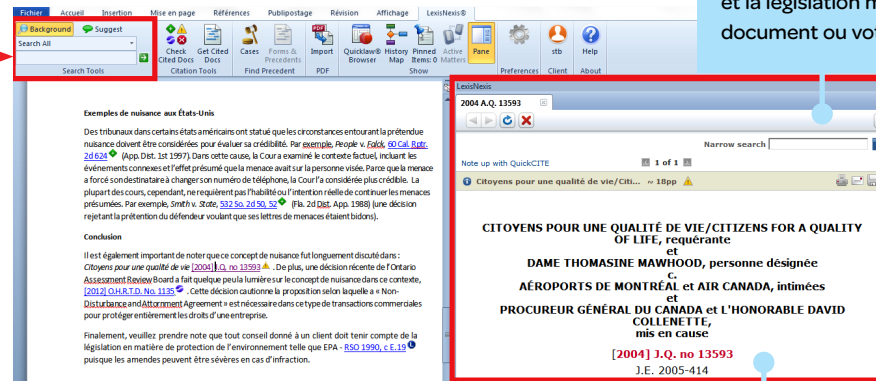 et la législation m
document ou vot
Fichier Accueil Insertion Mise en page Références Publipostage Révision Affichage LexisNexis®
Background Suggest
Search All
Check Cited Docs
Get Cited Docs
Cases
Forms & Precedents
Import
Quicklaw® Browser
History Map
Pinned Items: 0
Active Matters
Pane
Preferences
stb
Client
Help
About
Search Tools Citation Tools Find Precedent PDF Show
Exemples de nuisance aux États-Unis
Des tribunaux dans certains états américains ont statué que les circonstances entourant la prétendue
nuisance doivent être considérées pour évaluer sa crédibilité. Par exemple, People v. Falck, 60 Cal. Rptr.
2d 624 (App. Dist. 1st 1997). Dans cette cause, la Cour a examiné le contexte factuel, incluant les
événements connexes et l'effet présumé que la menace avait sur la personne visée. Parce que la menace
a forcé son destinataire à changer son numéro de téléphone, la Cour l'a considérée plus crédible. La
plupart des cours, cependant, ne requièrent pas l'habilité ou l'intention réelle de continuer les menaces
présumées. Par exemple, Smith v. State, 532 So. 2d 50, 52 (Fla. 2d Dist. App. 1988) (une décision
rejetant la prétention du défendeur voulant que ses lettres de menaces étaient bidons).
Conclusion
Il est également important de noter que ce concept de nuisance fut longuement discuté dans :
Citoyens pour une qualité de vie [2004] J.Q. no 13593 . De plus, une décision récente de l'Ontario
Assessment Review Board a fait quelque peu la lumière sur le concept de nuisance dans ce contexte,
[2012] O.H.R.T.D. No. 1135 . Cette décision cautionne la proposition selon laquelle a « Non-
Disturbance and Attornment Agreement » est nécessaire dans ce type de transactions commerciales
pour protéger entièrement les droits d'une entreprise.
Finalement, veuillez prendre note que tout conseil donné à un client doit tenir compte de la
législation en matière de protection de l'environnement telle que EPA - RSO 1990, c E.19
puisque les amendes peuvent être sévères en cas d'infraction.
LexisNexis
2004 A.Q. 13593
Narrow search
Note up with QuickCITE 1 of 1
Citoyens pour une qualité de vie/Citi... ~ 18pp
CITOYENS POUR UNE QUALITÉ DE VIE/CITIZENS FOR A QUALITY
OF LIFE, requérante
et
DAME THOMASINE MAWHOOD, personne désignée
c.
AÉROPORTS DE MONTRÉAL et AIR CANADA, intimées
et
PROCUREUR GÉNÉRAL DU CANADA et L'HONORABLE DAVID
COLLENETTE,
mis en cause
[2004] J.Q. no 13593
J.E. 2005-414